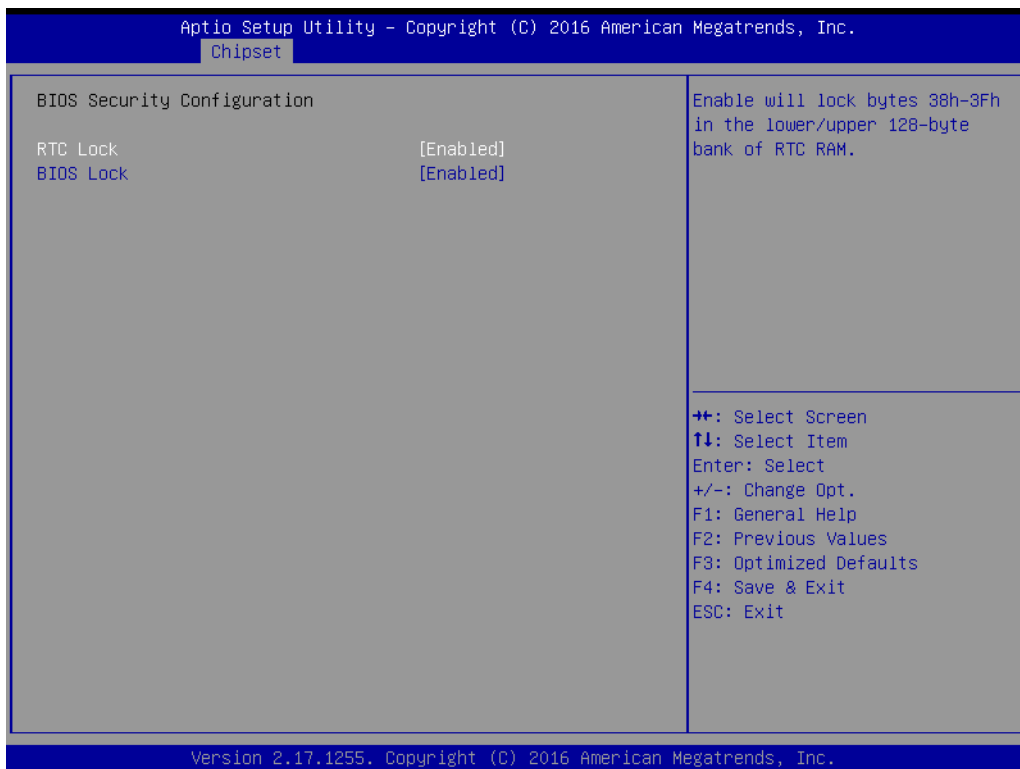 Aptio Setup Utility – Copyright (C) 2016 American Megatrends, Inc.
Chipset
BIOS Security Configuration
RTC Lock [Enabled]
BIOS Lock [Enabled]
Enable will lock bytes 38h-3Fh
in the lower/upper 128-byte
bank of RTC RAM.
→←: Select Screen
↑↓: Select Item
Enter: Select
+/-: Change Opt.
F1: General Help
F2: Previous Values
F3: Optimized Defaults
F4: Save & Exit
ESC: Exit
Version 2.17.1255. Copyright (C) 2016 American Megatrends, Inc.